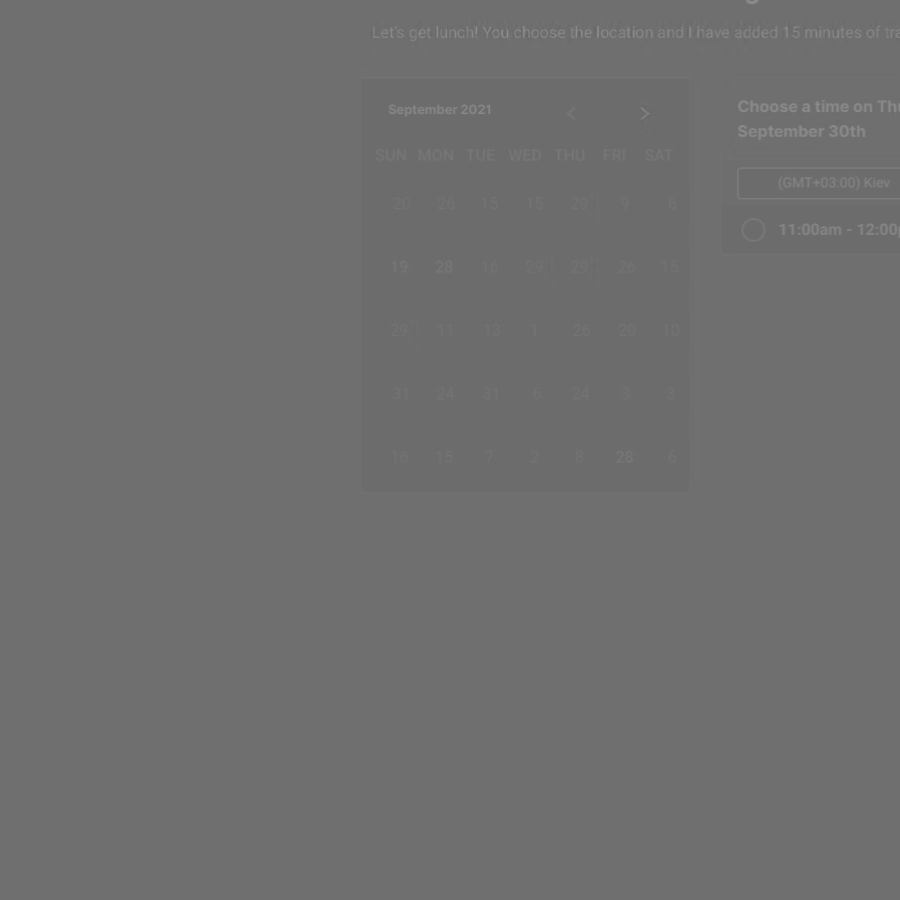 Let's get lunch! You choose the location and I have added 15 minutes of
September 2021
SUN MON TUE WED THU FRI SAT
20 26 15 15 29 9 6
19 28 16 29 29 26 16
29 11 13 1 26 20 10
31 24 31 6 24 3 3
16 15 7 2 8 28 6
Choose a time on
September 30th
(GMT+03:00) Kiev
11:00am - 12:00